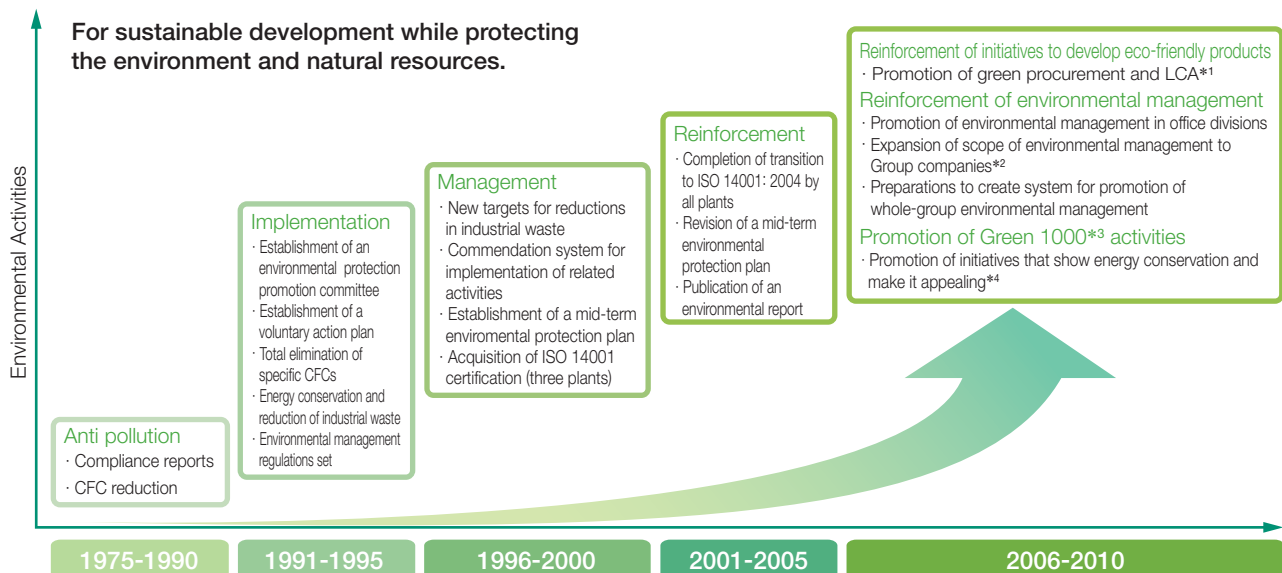 For sustainable development while protecting
the environment and natural resources.
Environmental Activities
Anti pollution
· Compliance reports
· CFC reduction
Implementation
· Establishment of an
environmental protection
promotion committee
· Establishment of a
voluntary action plan
· Total elimination of
specific CFCs
· Energy conservation and
reduction of industrial waste
· Environmental management
regulations set
Management
· New targets for reductions
in industrial waste
· Commendation system for
implementation of related
activities
· Establishment of a mid-term
enviromental protection plan
· Acquisition of ISO 14001
certification (three plants)
Reinforcement
· Completion of transition
to ISO 14001: 2004 by
all plants
· Revision of a mid-term
environmental
protection plan
· Publication of an
environmental report
Reinforcement of initiatives to develop eco-friendly products
· Promotion of green procurement and LCA*1
Reinforcement of environmental management
· Promotion of environmental management in office divisions
· Expansion of scope of environmental management to
Group companies*2
· Preparations to create system for promotion of
whole-group environmental management
Promotion of Green 1000*3 activities
· Promotion of initiatives that show energy conservation and
make it appealing*4
1975-1990
1991-1995
1996-2000
2001-2005
2006-2010